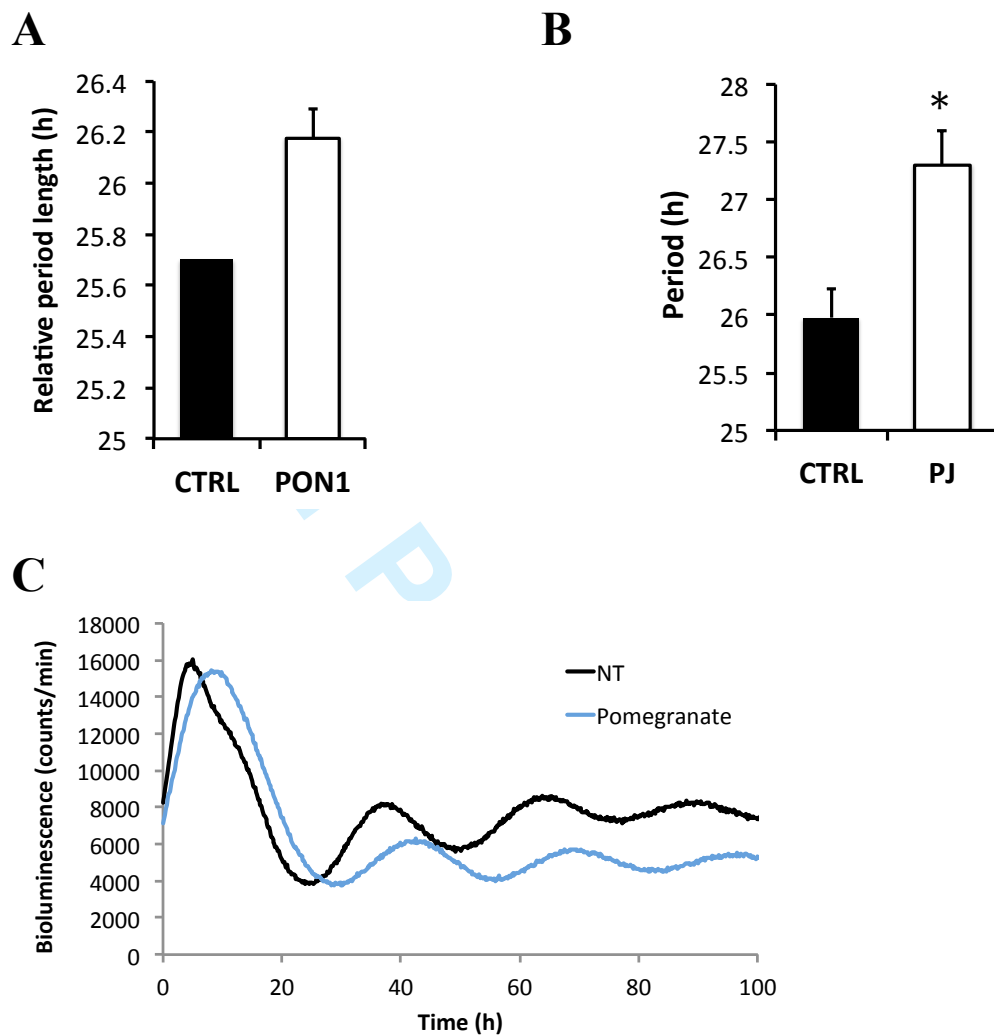 A
Relative period length (h)
26.4
26.2
26
25.8
25.6
25.4
25.2
25
CTRL PON1
B
Period (h)
28
27.5
27
26.5
26
25.5
25
*
CTRL PJ
P
C
Bioluminescence (counts/min)
18000
16000
14000
12000
10000
8000
6000
4000
2000
0
NT
Pomegranate
0 20 40 60 80 100
Time (h)